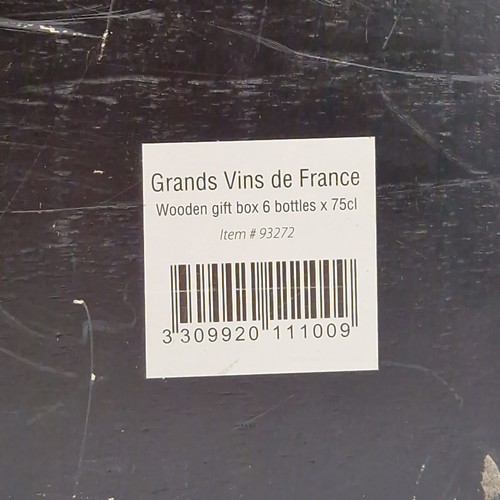 Grands Vins de France
Wooden gift box 6 bottles x 75cl
Item # 93272
3 309920 111009